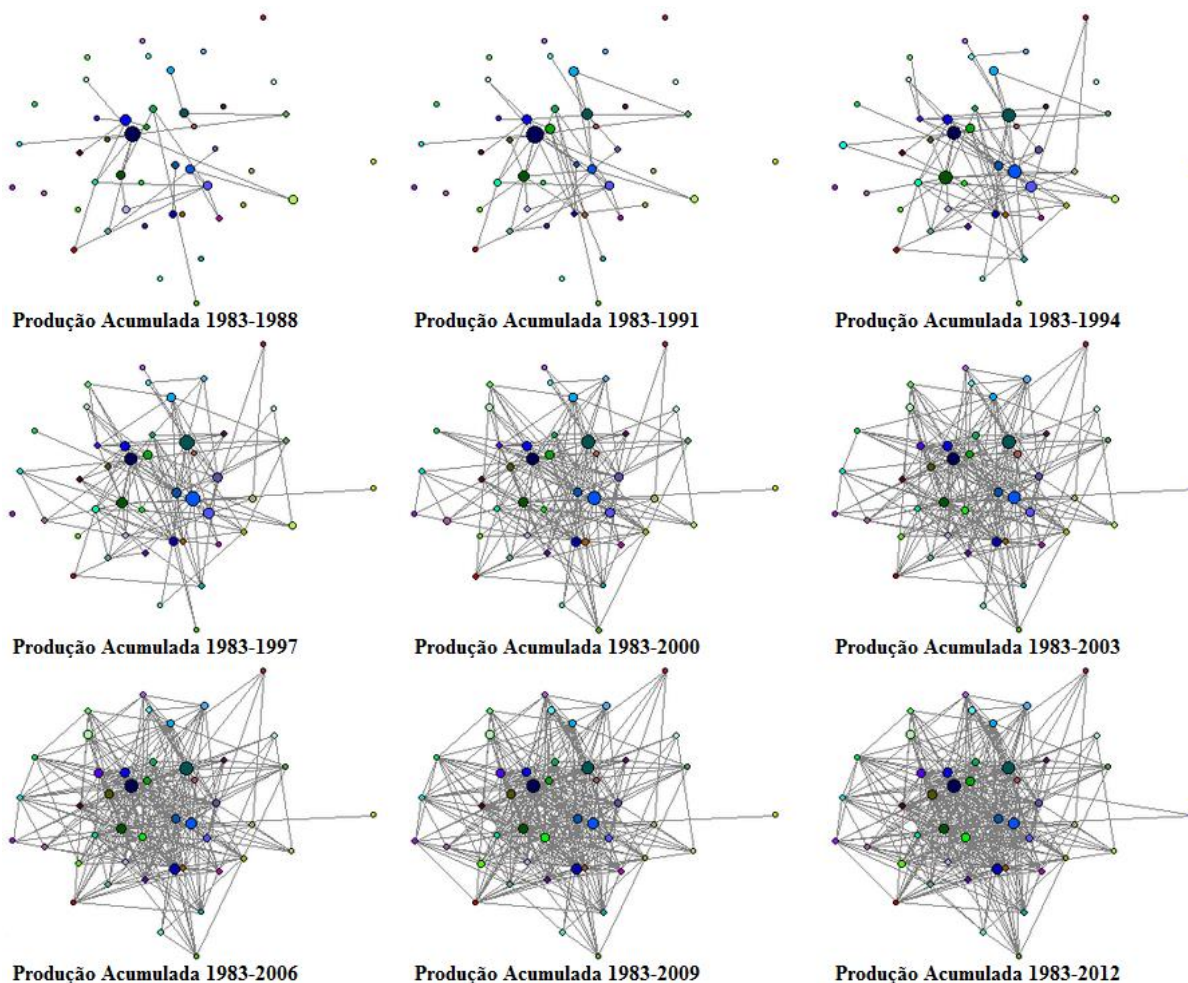 Produção Acumulada 1983-1988
Produção Acumulada 1983-1991
Produção Acumulada 1983-1994
Produção Acumulada 1983-1997
Produção Acumulada 1983-2000
Produção Acumulada 1983-2003
Produção Acumulada 1983-2006
Produção Acumulada 1983-2009
Produção Acumulada 1983-2012